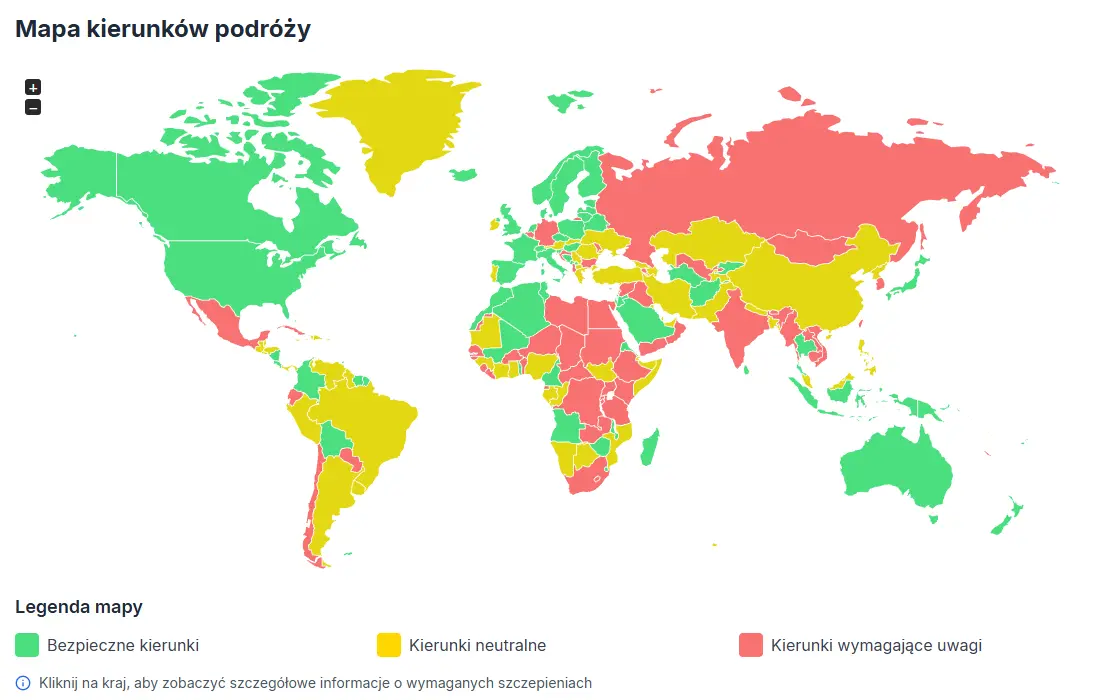 Mapa kierunków podróży
+
−
Legenda mapy
Bezpieczne kierunki
Kierunki neutralne
Kierunki wymagające uwagi
Kliknij na kraj, aby zobaczyć szczegółowe informacje o wymaganych szczepieniach